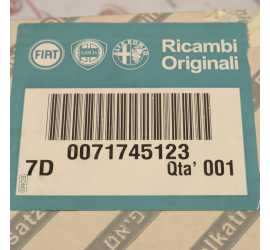 FIAT
Ricambi
Originali
0071745123
7D
Qta' 001